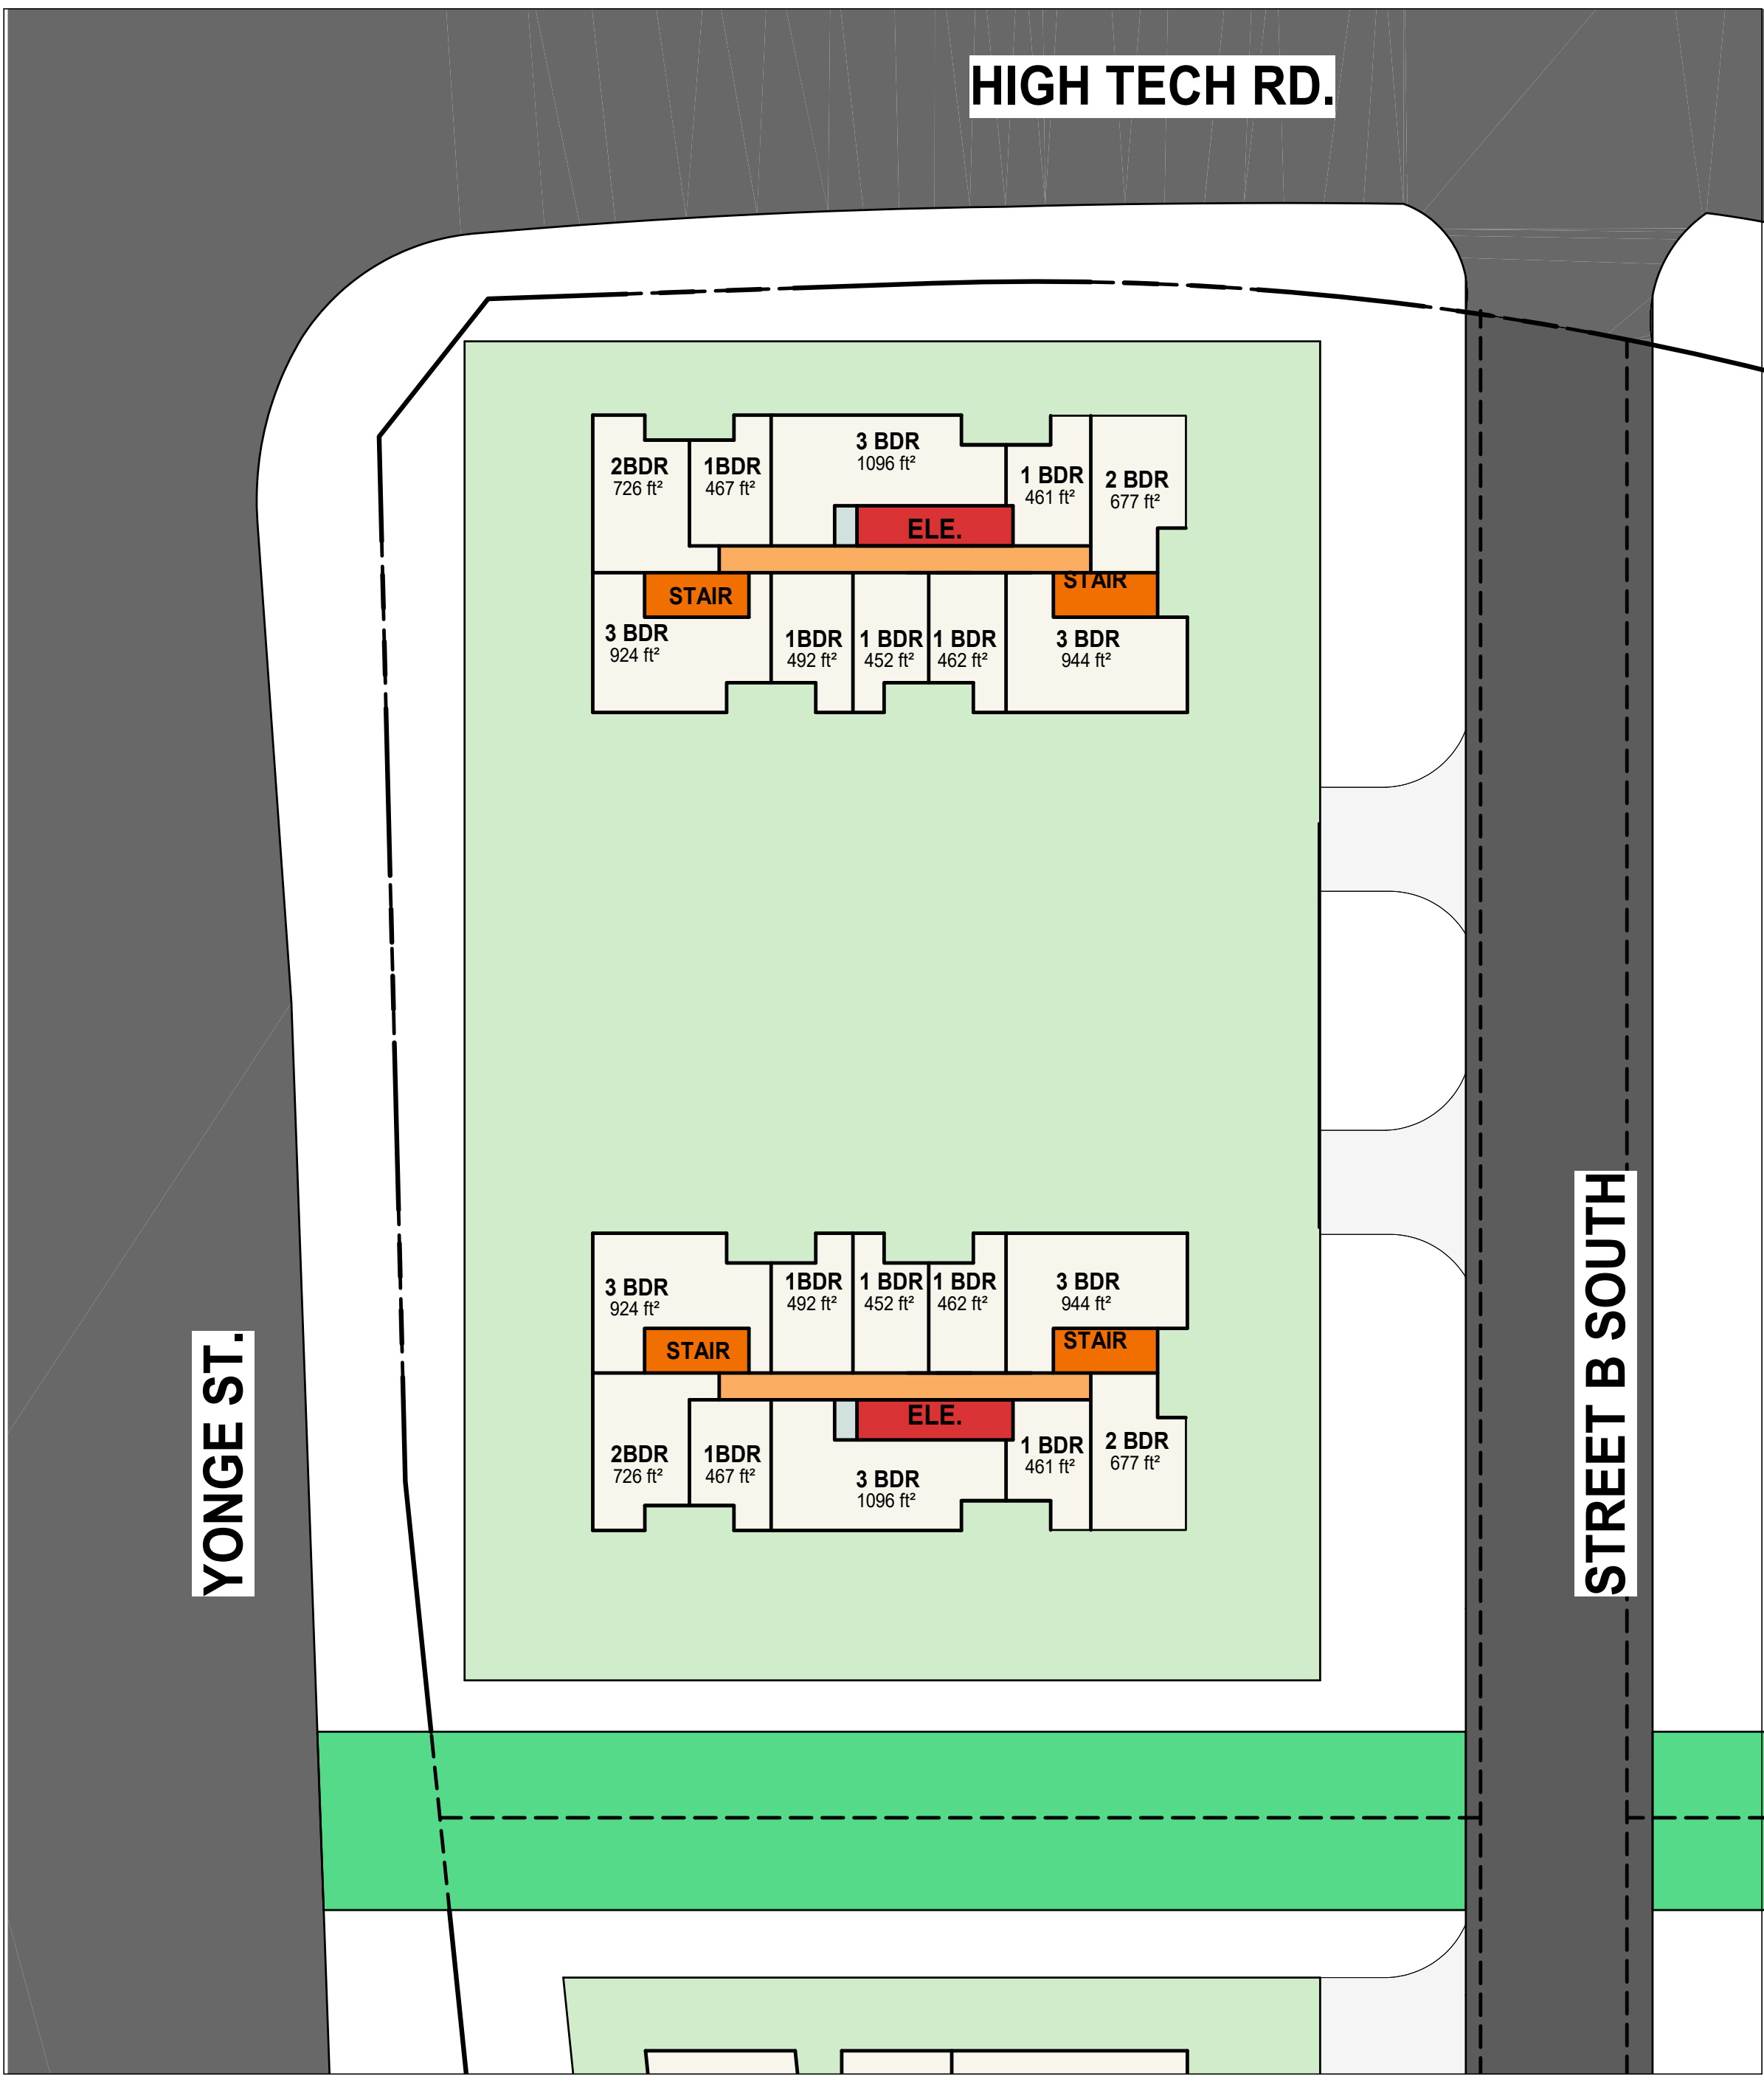 HIGH TECH RD.
3 BDR
1096 ft²
2BDR
726 ft²
1BDR
467 ft²
1 BDR
461 ft²
2 BDR
677 ft²
ELE.
STAIR
STAIR
3 BDR
924 ft²
1BDR
492 ft²
1 BDR
452 ft²
1 BDR
462 ft²
3 BDR
944 ft²
3 BDR
924 ft²
1BDR
492 ft²
1 BDR
452 ft²
1 BDR
462 ft²
3 BDR
944 ft²
STAIR
STAIR
ELE.
2BDR
726 ft²
1BDR
467 ft²
3 BDR
1096 ft²
1 BDR
461 ft²
2 BDR
677 ft²
YONGE ST.
STREET B SOUTH